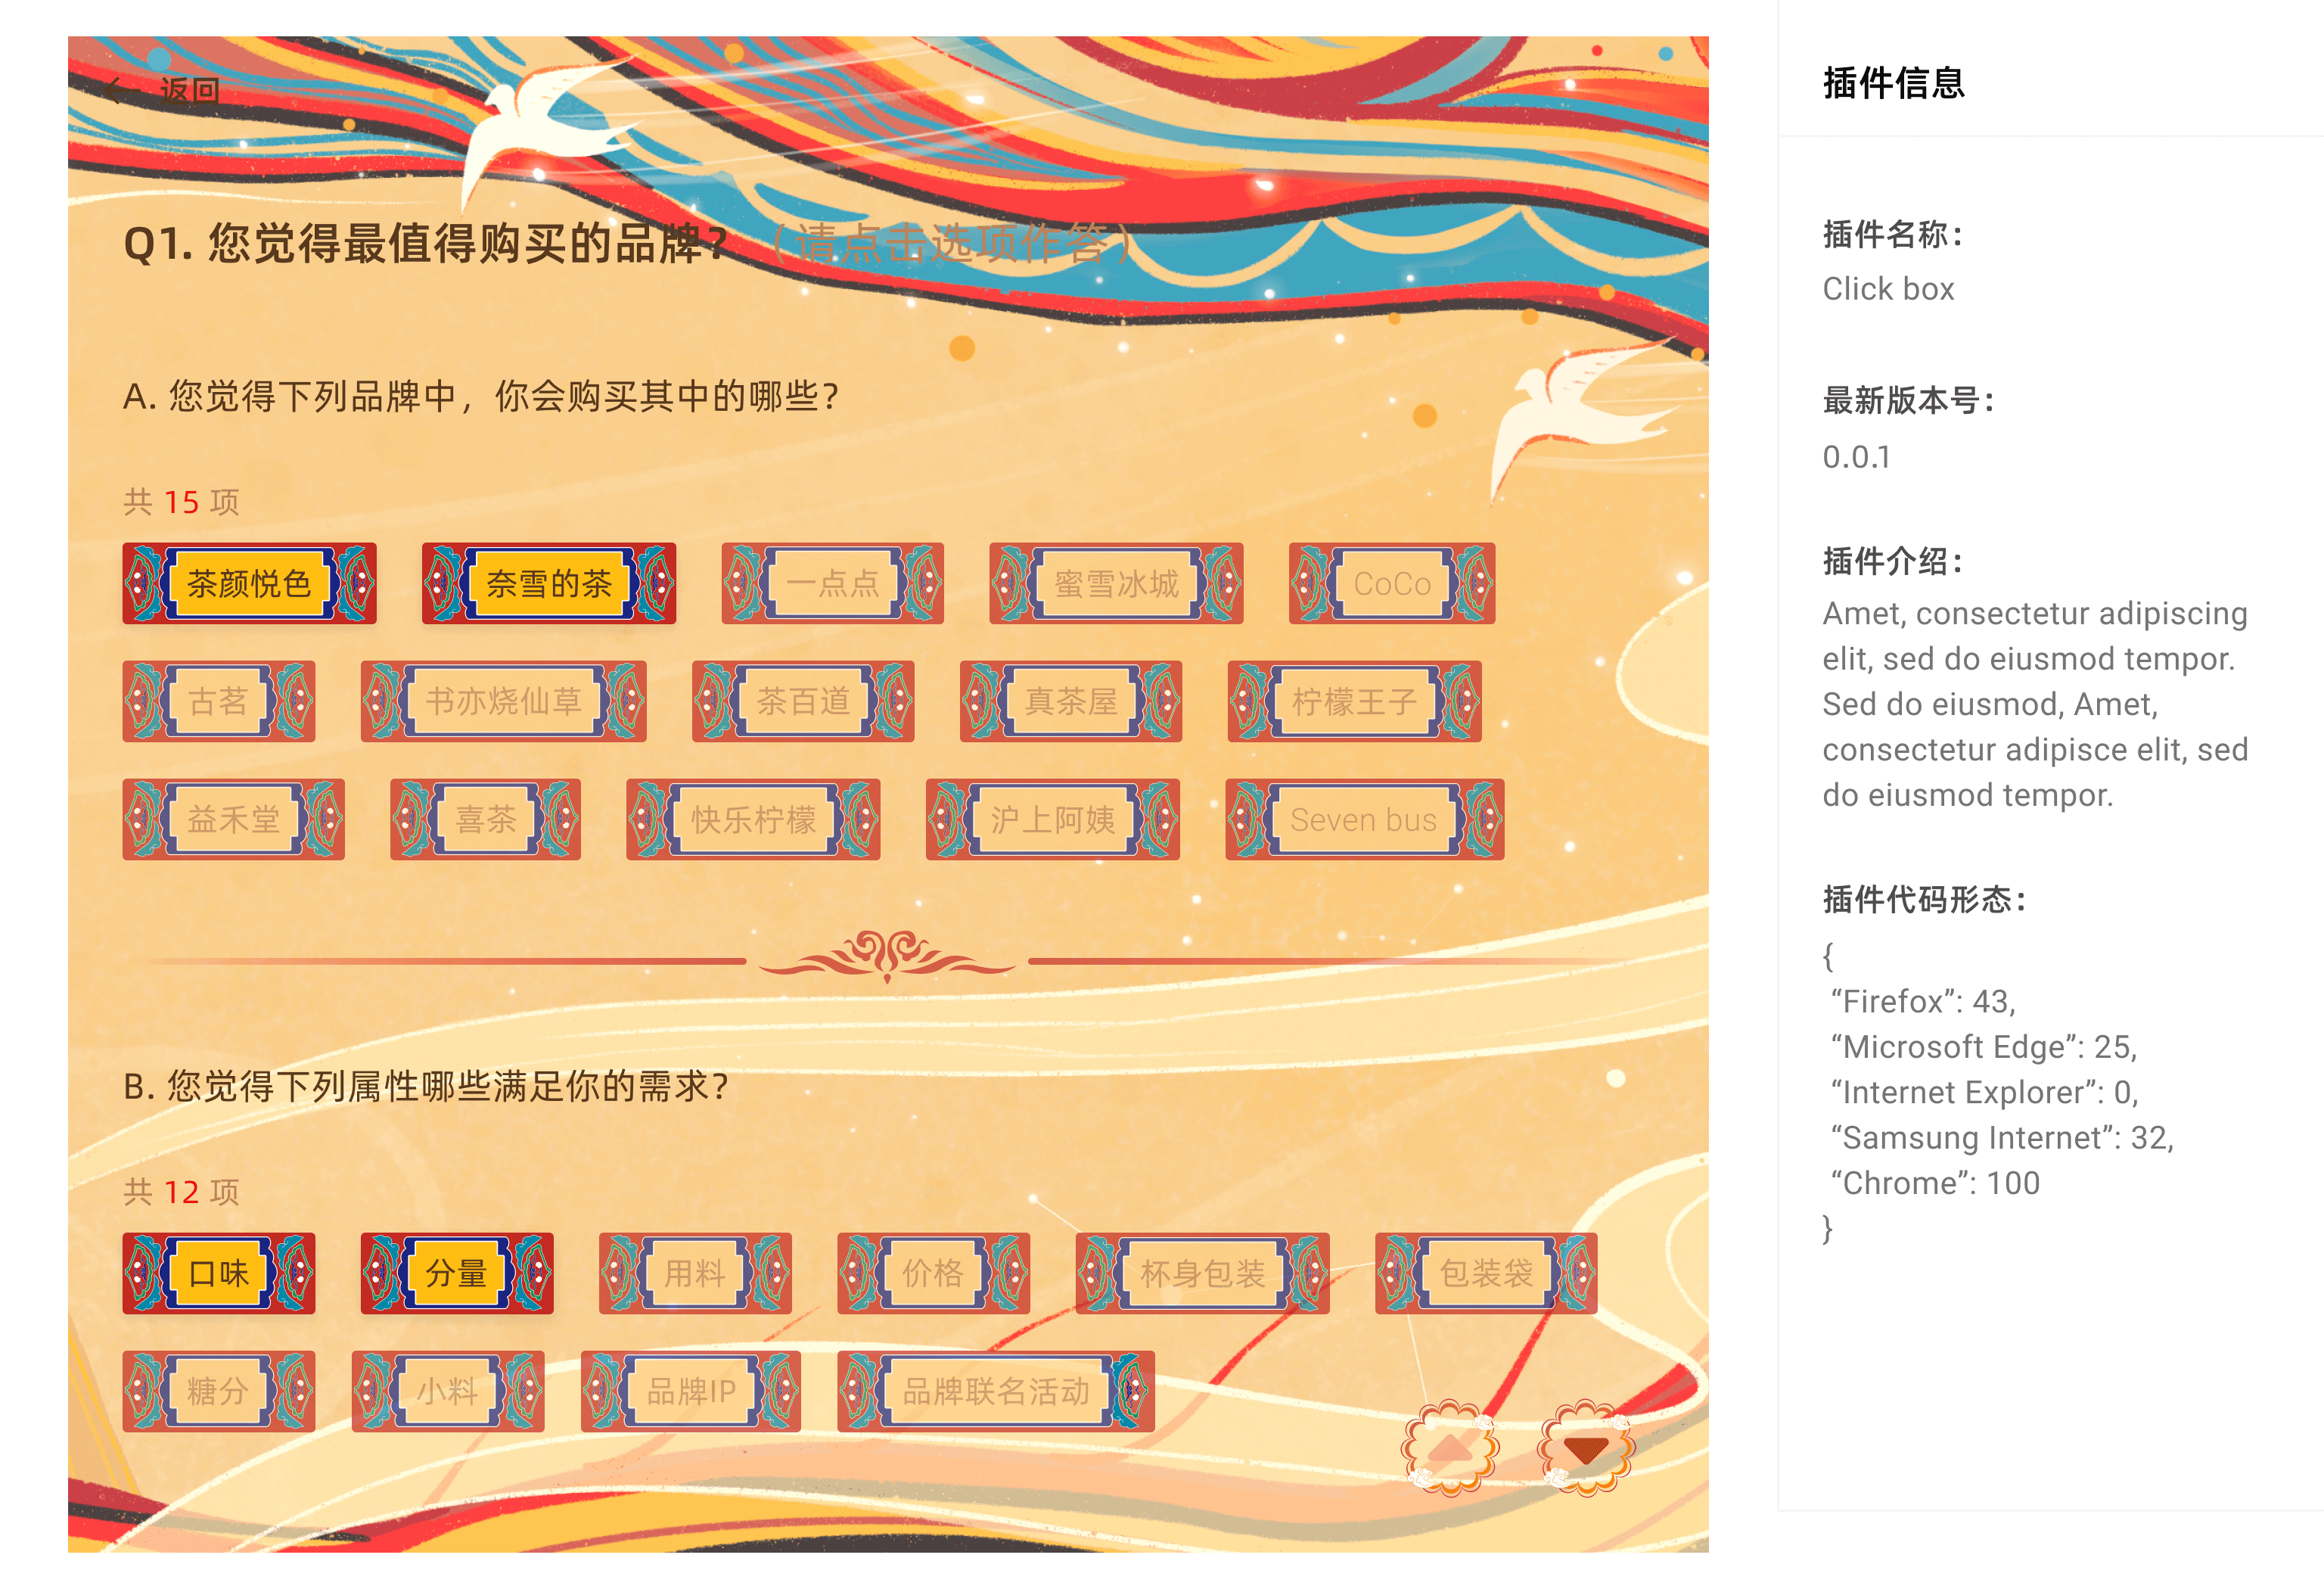 返回
Q1. 您觉得最值得购买的品牌？（请点击选项作答）
A. 您觉得下列品牌中，你会购买其中的哪些？
共 15 项
茶颜悦色 奈雪的茶 一点点 蜜雪冰城 CoCo
古茗 书亦烧仙草 茶百道 真茶屋 柠檬王子
益禾堂 喜茶 快乐柠檬 沪上阿姨 Seven bus
B. 您觉得下列属性哪些满足你的需求？
共 12 项
口味 分量 用料 价格 杯身包装 包装袋
糖分 小料 品牌IP 品牌联名活动
插件信息
插件名称：
Click box
最新版本号：
0.0.1
插件介绍：
Amet, consectetur adipiscing
elit, sed do eiusmod tempor.
Sed do eiusmod, Amet,
consectetur adipisce elit, sed
do eiusmod tempor.
插件代码形态：
{
“Firefox”: 43,
“Microsoft Edge”: 25,
“Internet Explorer”: 0,
“Samsung Internet”: 32,
“Chrome”: 100
}